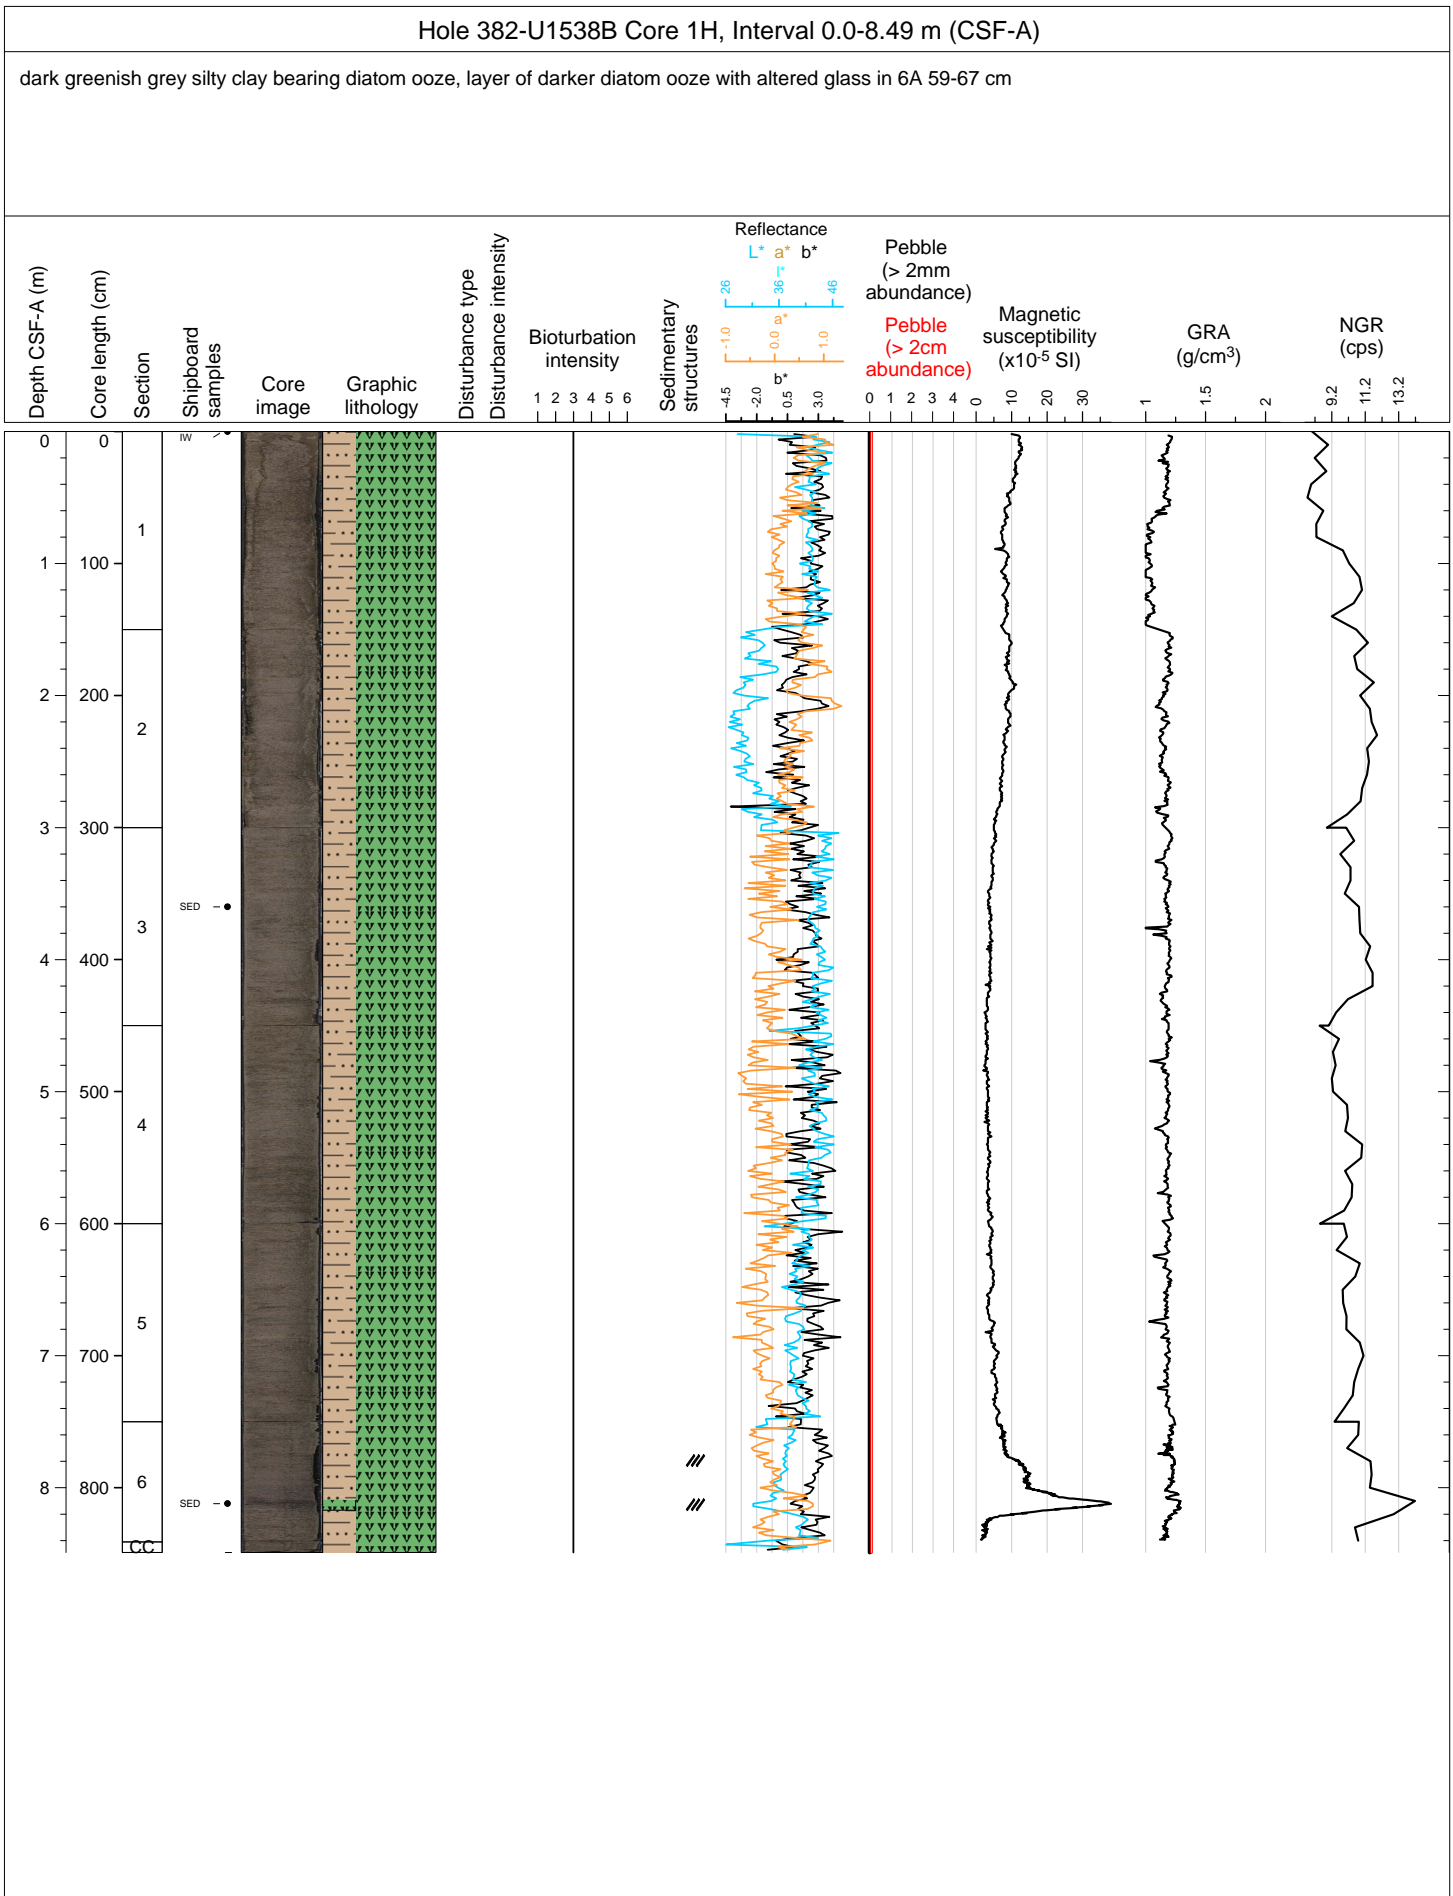 Hole 382-U1538B Core 1H, Interval 0.0-8.49 m (CSF-A)
dark greenish grey silty clay bearing diatom ooze, layer of darker diatom ooze with altered glass in 6A 59-67 cm
Depth CSF-A (m)
Core length (cm)
Section
Shipboard
samples
Core
image
Graphic
lithology
Disturbance type
Disturbance intensity
Bioturbation
intensity
1 2 3 4 5 6
Sedimentary
structures
Reflectance
L* a* b*
26 36 46
l*
a*
-1.0 0.0 1.0
b*
-4.5 -2.0 0.5 3.0
Pebble
(> 2mm
abundance)
Pebble
(> 2cm
abundance)
0 1 2 3 4
Magnetic
susceptibility
(x10-5 SI)
0 10 20 30
GRA
(g/cm3)
1 1.5 2
NGR
(cps)
9.2 11.2 13.2
0 0 IW
1
1 100
2 200
2
3 300
SED
3
4 400
5 500
4
6 600
5
7 700
6
8 800
SED
CC